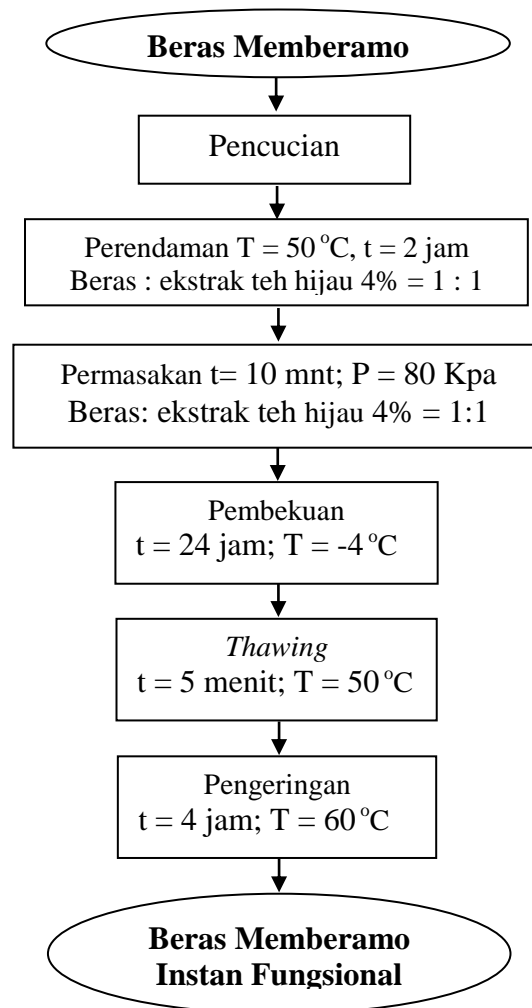 Beras Memberamo
Pencucian
Perendaman T = 50 °C, t = 2 jam
Beras : ekstrak teh hijau 4% = 1 : 1
Permasakan t= 10 mnt; P = 80 Kpa
Beras: ekstrak teh hijau 4% = 1:1
Pembekuan
t = 24 jam; T = -4 °C
Thawing
t = 5 menit; T = 50 °C
Pengeringan
t = 4 jam; T = 60 °C
Beras Memberamo
Instan Fungsional